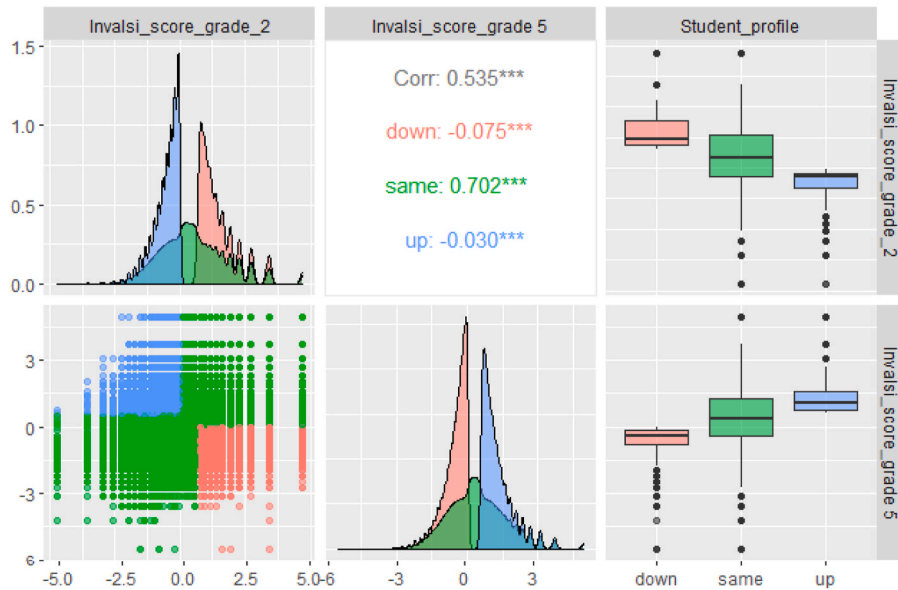 Invalsi_score_grade_2
Invalsi_score_grade 5
Student_profile
1.5
1.0
0.5
0.0
Corr: 0.535***
down: -0.075***
same: 0.702***
up: -0.030***
Invalsi_score_grade_2
3
0
-3
6
Invalsi_score_grade 5
-5.0
-2.5
0.0
2.5
5.0
-6
-3
0
3
down
same
up